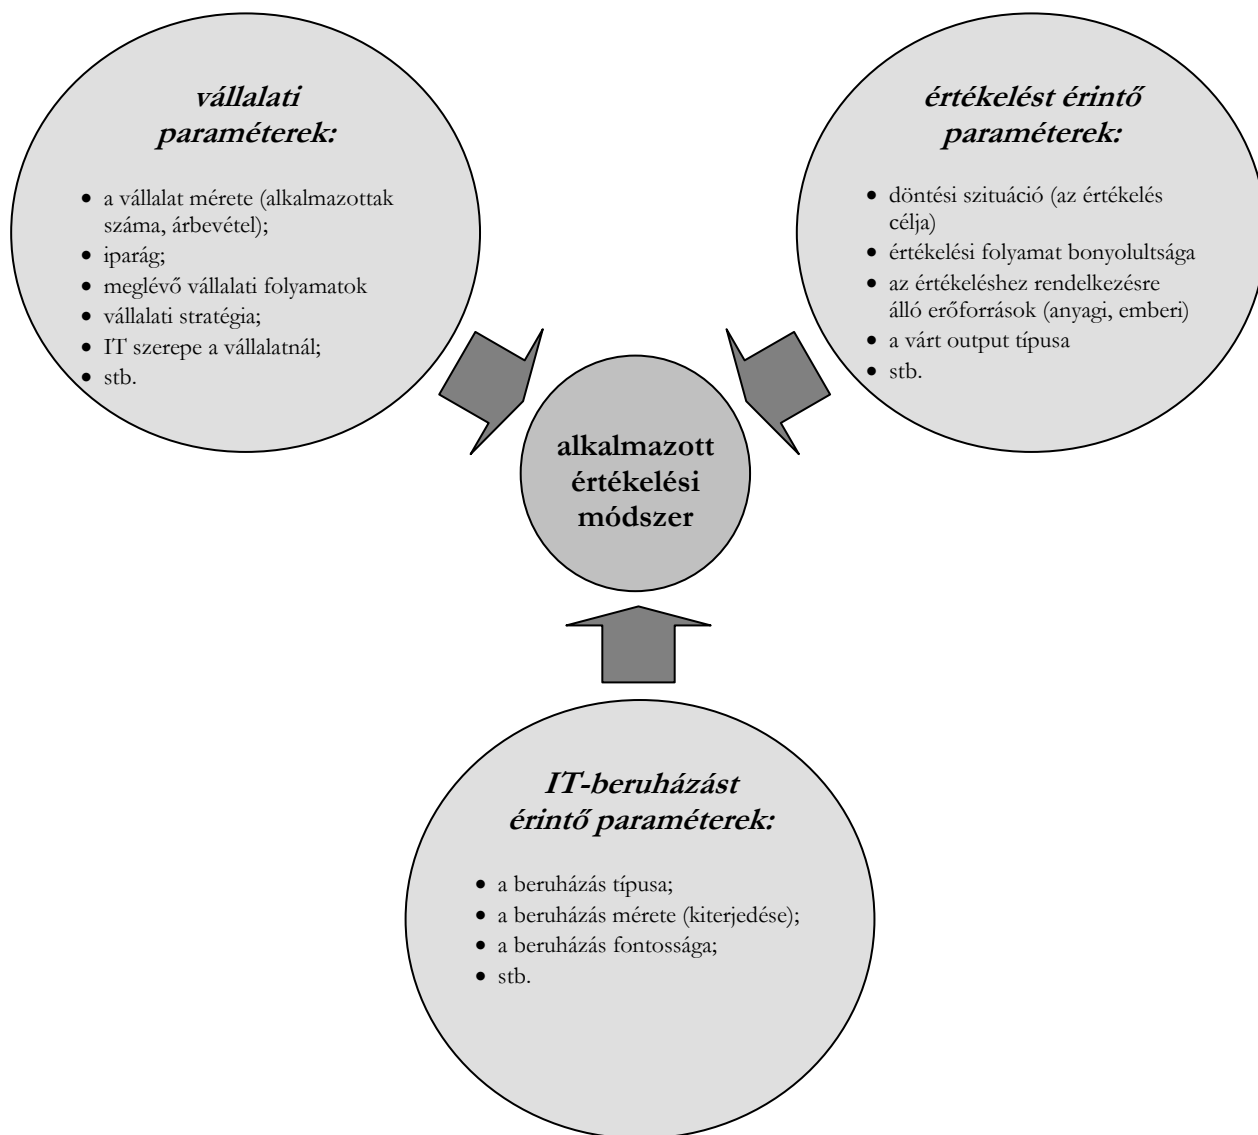 vállalati
paraméterek:
• a vállalat mérete (alkalmazottak
száma, árbevétel);
• iparág;
• meglévő vállalati folyamatok
• vállalati stratégia;
• IT szerepe a vállalatnál;
• stb.
értékelést érintő
paraméterek:
• döntési szituáció (az értékelés
célja)
• értékelési folyamat bonyolultsága
• az értékeléshez rendelkezésre
álló erőforrások (anyagi, emberi)
• a várt output típusa
• stb.
alkalmazott
értékelési
módszer
IT-beruházást
érintő paraméterek:
• a beruházás típusa;
• a beruházás mérete (kiterjedése);
• a beruházás fontossága;
• stb.